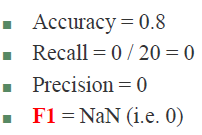 Accuracy = 0.8
Recall = 0 / 20 = 0
Precision = 0
F1 = NaN (i.e. 0)